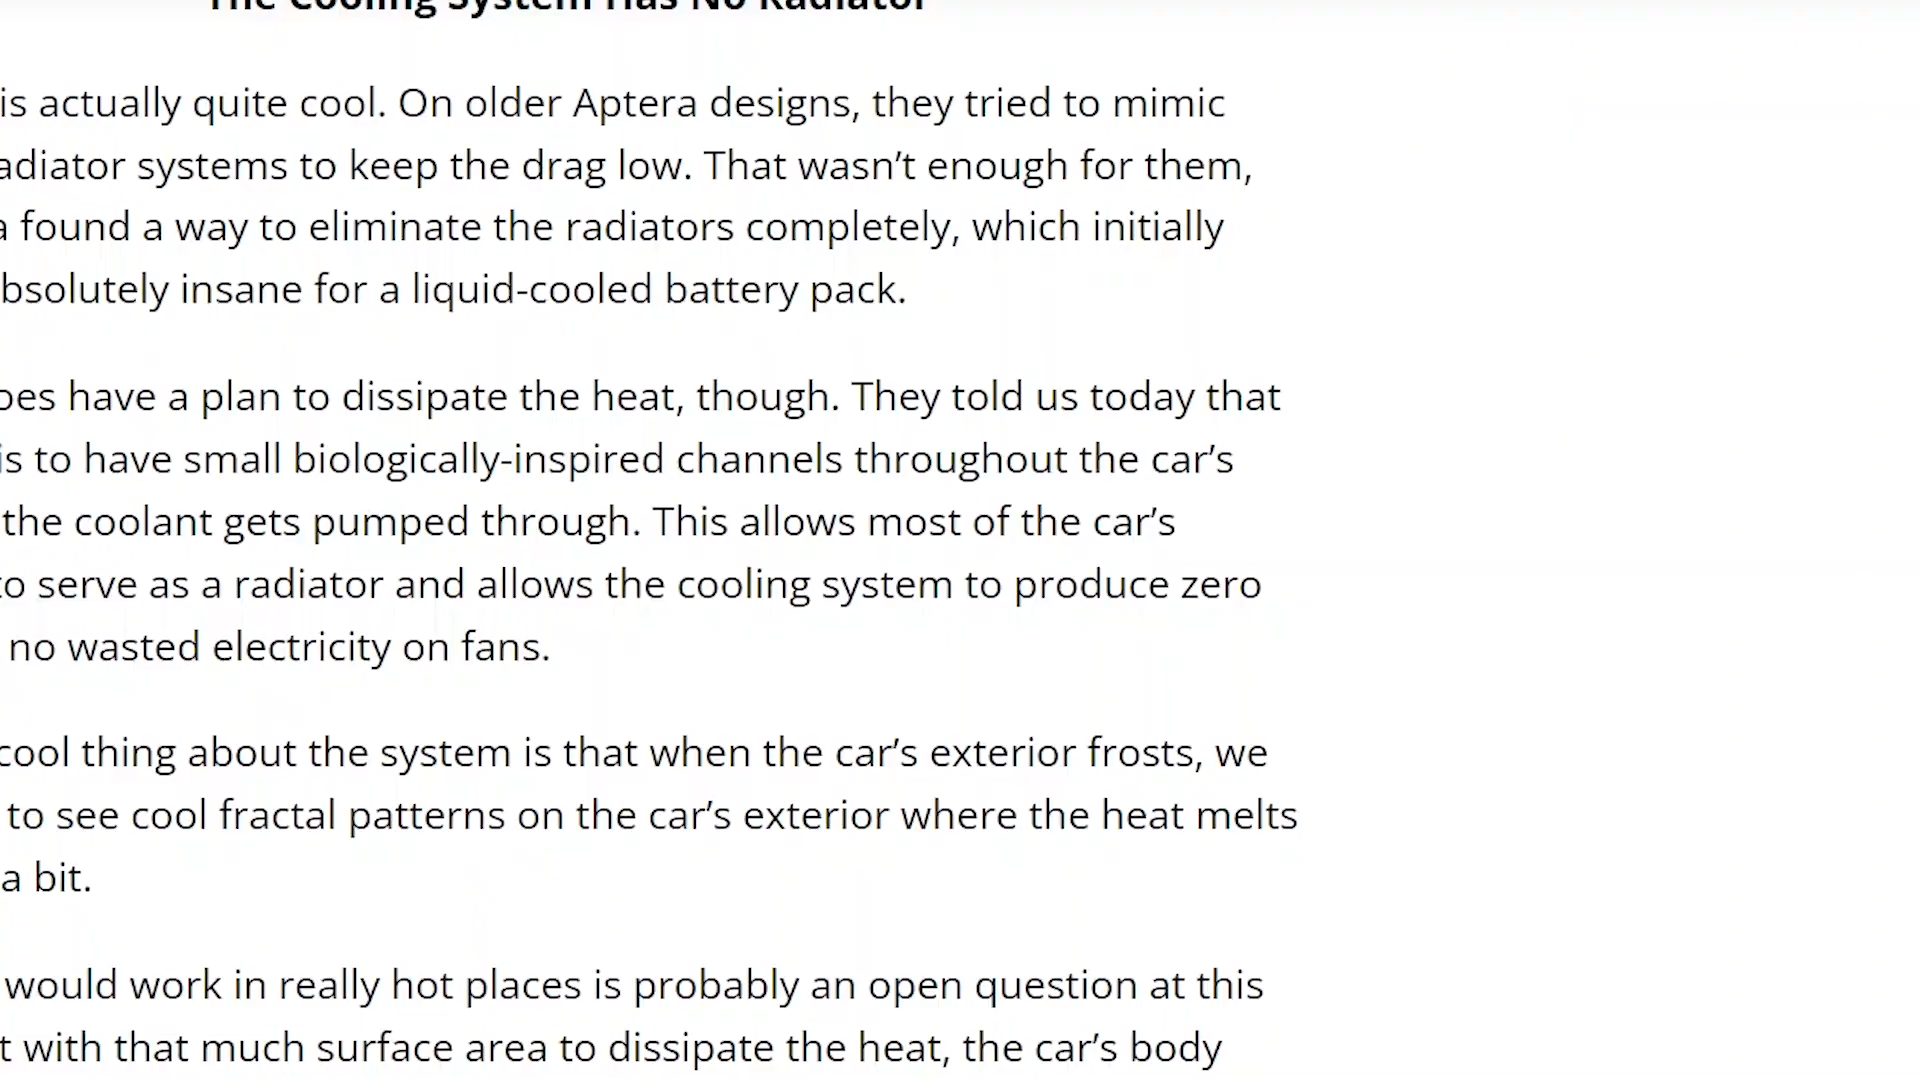 The Cooling System Has No Radiator
is actually quite cool. On older Aptera designs, they tried to mimic
adiator systems to keep the drag low. That wasn’t enough for them,
a found a way to eliminate the radiators completely, which initially
bsolutely insane for a liquid-cooled battery pack.
oes have a plan to dissipate the heat, though. They told us today that
is to have small biologically-inspired channels throughout the car’s
the coolant gets pumped through. This allows most of the car’s
to serve as a radiator and allows the cooling system to produce zero
no wasted electricity on fans.
cool thing about the system is that when the car’s exterior frosts, we
to see cool fractal patterns on the car’s exterior where the heat melts
a bit.
would work in really hot places is probably an open question at this
t with that much surface area to dissipate the heat, the car’s body